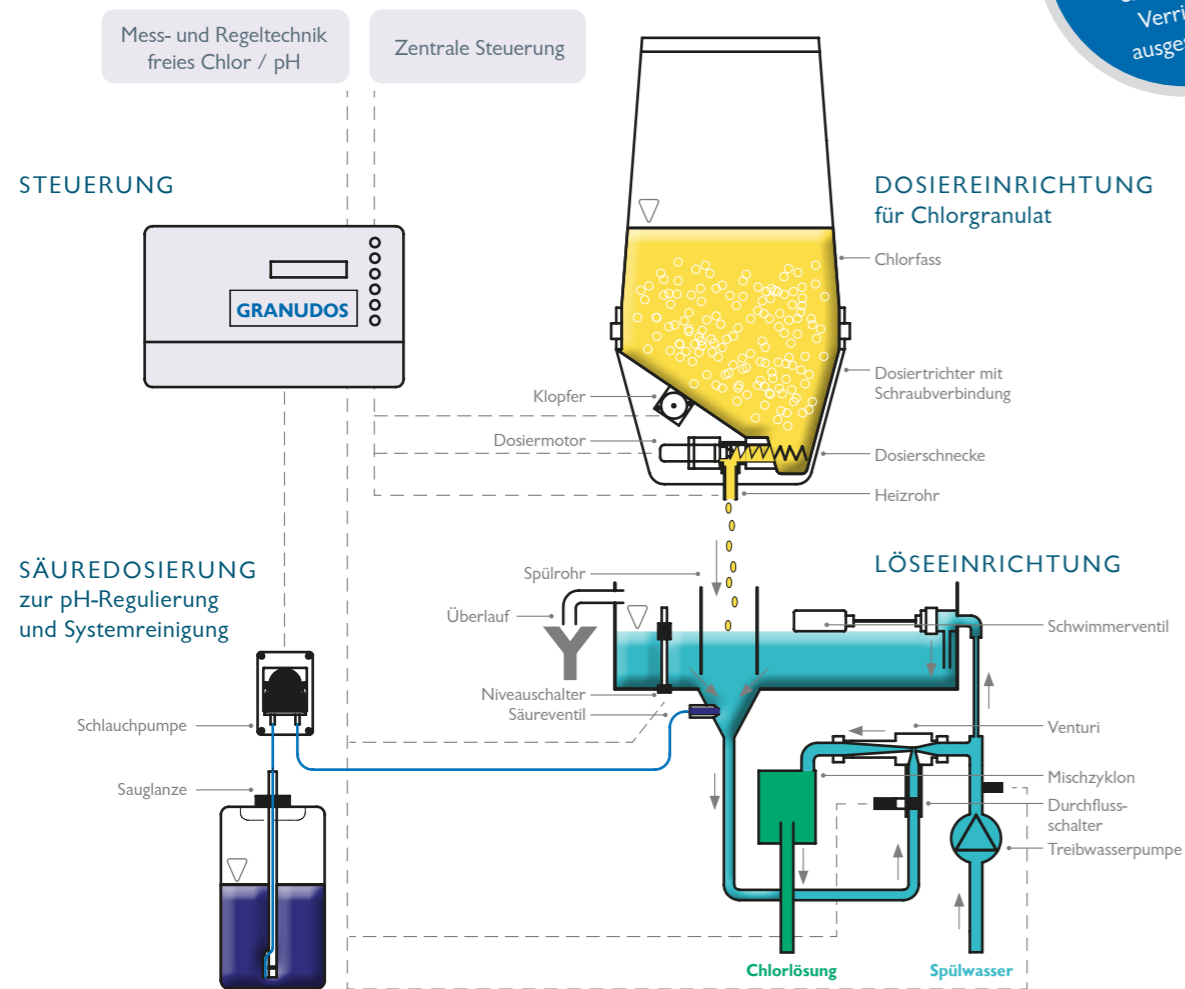 Verri
ausges
Mess- und Regeltechnik
freies Chlor / pH
Zentrale Steuerung
STEUERUNG
GRANUDOS
DOSIEREINRICHTUNG
für Chlorgranulat
Chlorfass
Dosiertrichter mit
Schraubverbindung
Klopfer
Dosiermotor
Dosierschnecke
Heizrohr
SÄUREDOSIERUNG
zur pH-Regulierung
und Systemreinigung
LÖSEEINRICHTUNG
Spülrohr
Überlauf
Schwimmerventil
Niveauschalter
Säureventil
Schlauchpumpe
Venturi
Sauglanze
Mischzyklon
Durchfluss-
schalter
Treibwasserpumpe
Chlorlösung
Spülwasser